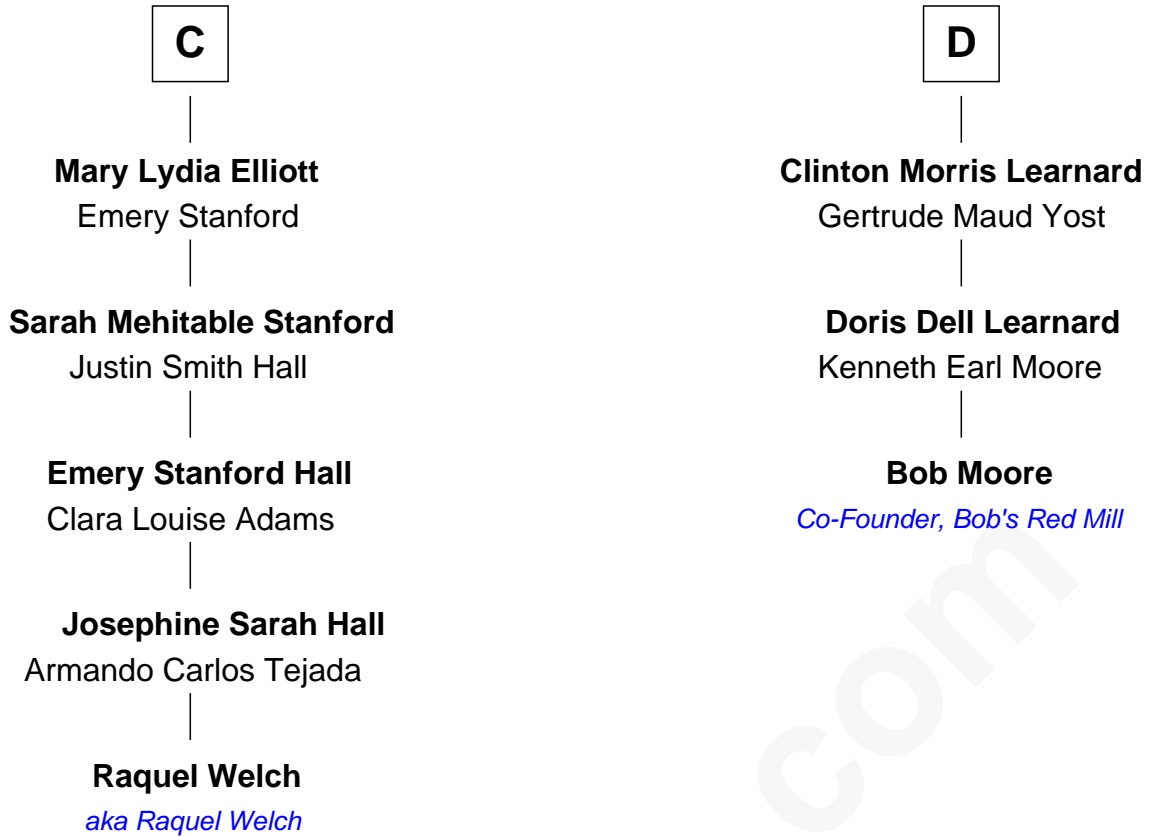 C
Mary Lydia Elliott
Emery Stanford
Sarah Mehitable Stanford
Justin Smith Hall
Emery Stanford Hall
Clara Louise Adams
Josephine Sarah Hall
Armando Carlos Tejada
Raquel Welch
aka Raquel Welch
D
Clinton Morris Learnard
Gertrude Maud Yost
Doris Dell Learnard
Kenneth Earl Moore
Bob Moore
Co-Founder, Bob's Red Mill
com